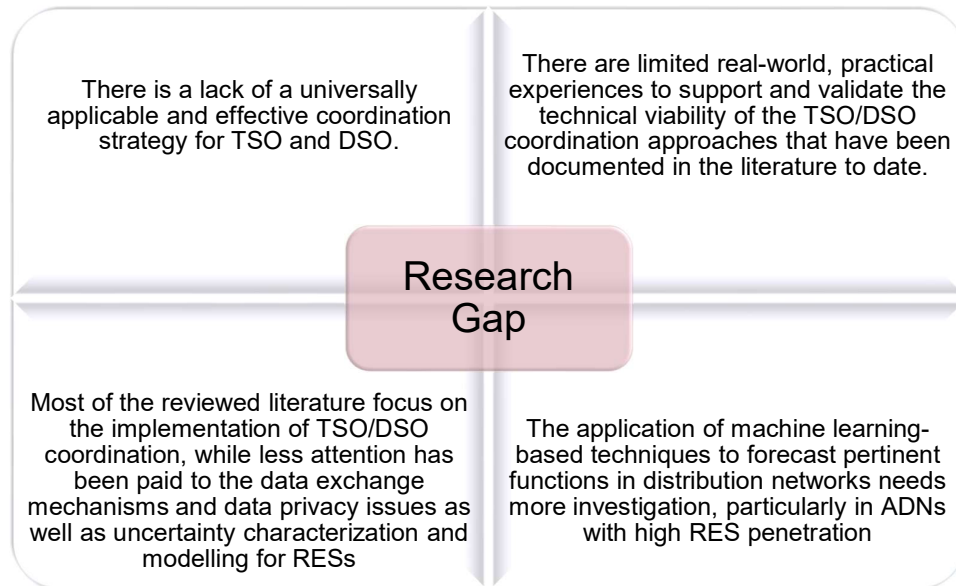 There is a lack of a universally
applicable and effective coordination
strategy for TSO and DSO.
There are limited real-world, practical
experiences to support and validate the
technical viability of the TSO/DSO
coordination approaches that have been
documented in the literature to date.
Research
Gap
Most of the reviewed literature focus on
the implementation of TSO/DSO
coordination, while less attention has
been paid to the data exchange
mechanisms and data privacy issues as
well as uncertainty characterization and
modelling for RESs
The application of machine learning-
based techniques to forecast pertinent
functions in distribution networks needs
more investigation, particularly in ADNs
with high RES penetration